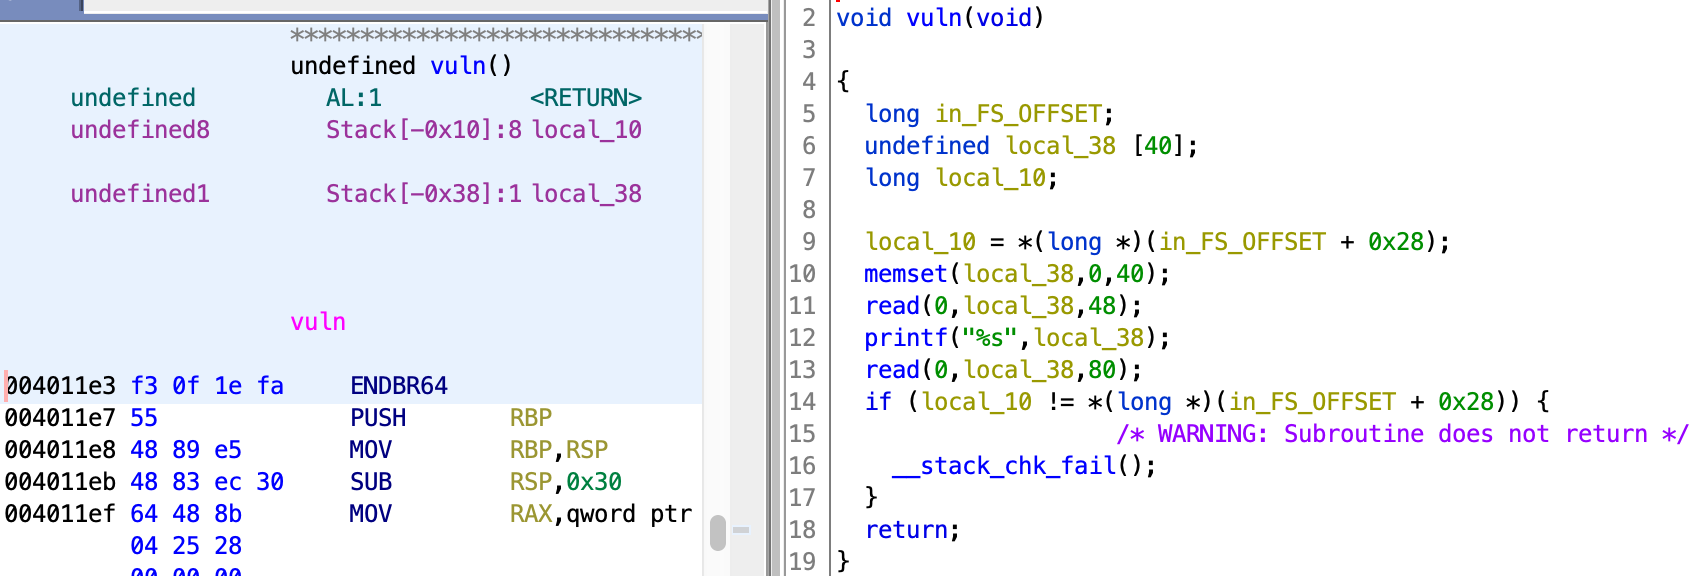 ******************************
undefined vuln()
undefined AL:1 <RETURN>
undefined8 Stack[-0x10]:8 local_10
undefined1 Stack[-0x38]:1 local_38
vuln
004011e3 f3 0f 1e fa ENDBR64
004011e7 55 PUSH RBP
004011e8 48 89 e5 MOV RBP,RSP
004011eb 48 83 ec 30 SUB RSP,0x30
004011ef 64 48 8b MOV RAX,qword ptr
04 25 28
00 00 00
2 void vuln(void)
3
4 {
5 long in_FS_OFFSET;
6 undefined local_38 [40];
7 long local_10;
8
9 local_10 = *(long *)(in_FS_OFFSET + 0x28);
10 memset(local_38,0,40);
11 read(0,local_38,48);
12 printf("%s",local_38);
13 read(0,local_38,80);
14 if (local_10 != *(long *)(in_FS_OFFSET + 0x28)) {
15 /* WARNING: Subroutine does not return */
16 __stack_chk_fail();
17 }
18 return;
19 }